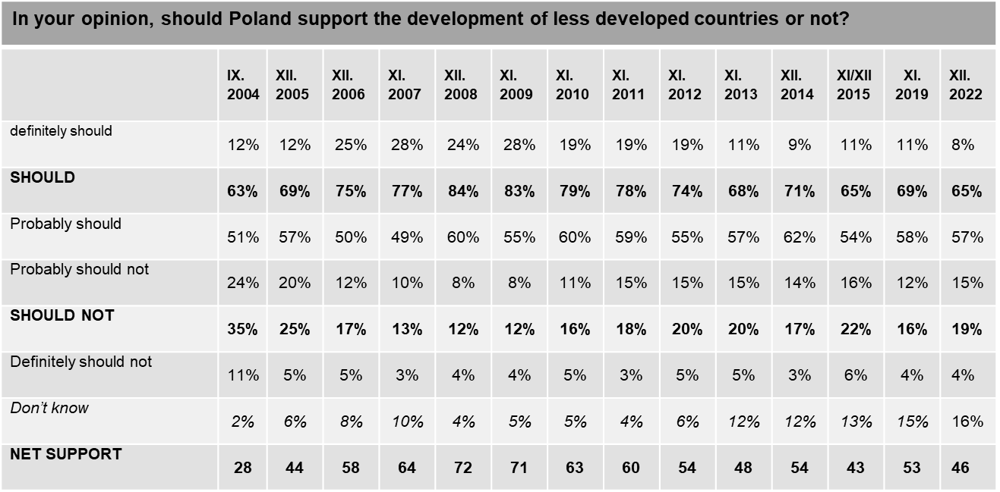 In your opinion, should Poland support the development of less developed countries or not?
IX. XII. XII. XI. XII. XI. XI. XI. XI. XI. XII. XI/XII XI. XII.
2004 2005 2006 2007 2008 2009 2010 2011 2012 2013 2014 2015 2019 2022
definitely should 12% 12% 25% 28% 24% 28% 19% 19% 19% 11% 9% 11% 11% 8%
SHOULD 63% 69% 75% 77% 84% 83% 79% 78% 74% 68% 71% 65% 69% 65%
Probably should 51% 57% 50% 49% 60% 55% 60% 59% 55% 57% 62% 54% 58% 57%
Probably should not 24% 20% 12% 10% 8% 8% 11% 15% 15% 15% 14% 16% 12% 15%
SHOULD NOT 35% 25% 17% 13% 12% 12% 16% 18% 20% 20% 17% 22% 16% 19%
Definitely should not 11% 5% 5% 3% 4% 4% 5% 3% 5% 5% 3% 6% 4% 4%
Don't know 2% 6% 8% 10% 4% 5% 5% 4% 6% 12% 12% 13% 15% 16%
NET SUPPORT 28 44 58 64 72 71 63 60 54 48 54 43 53 46